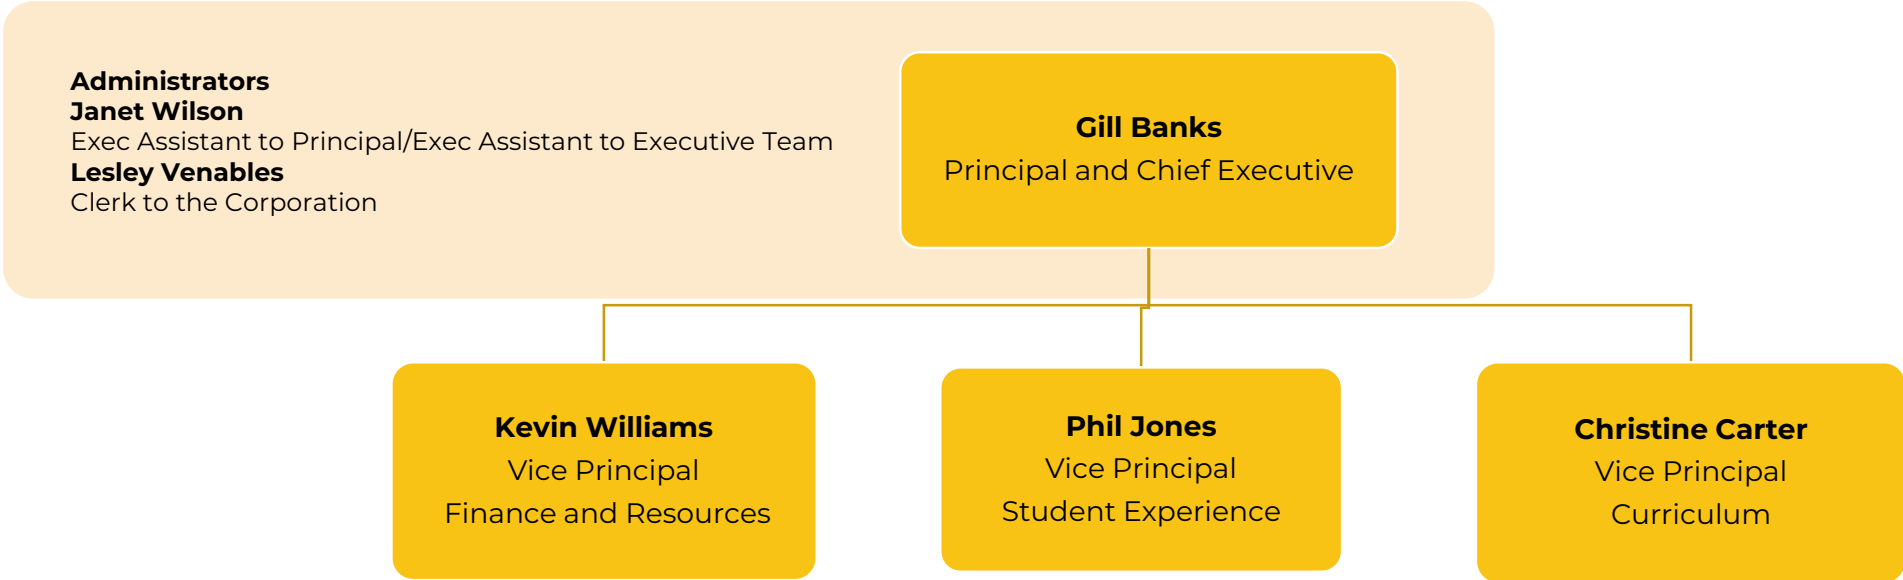 Administrators
Janet Wilson
Exec Assistant to Principal/Exec Assistant to Executive Team
Lesley Venables
Clerk to the Corporation
Gill Banks
Principal and Chief Executive
Kevin Williams
Vice Principal
Finance and Resources
Phil Jones
Vice Principal
Student Experience
Christine Carter
Vice Principal
Curriculum